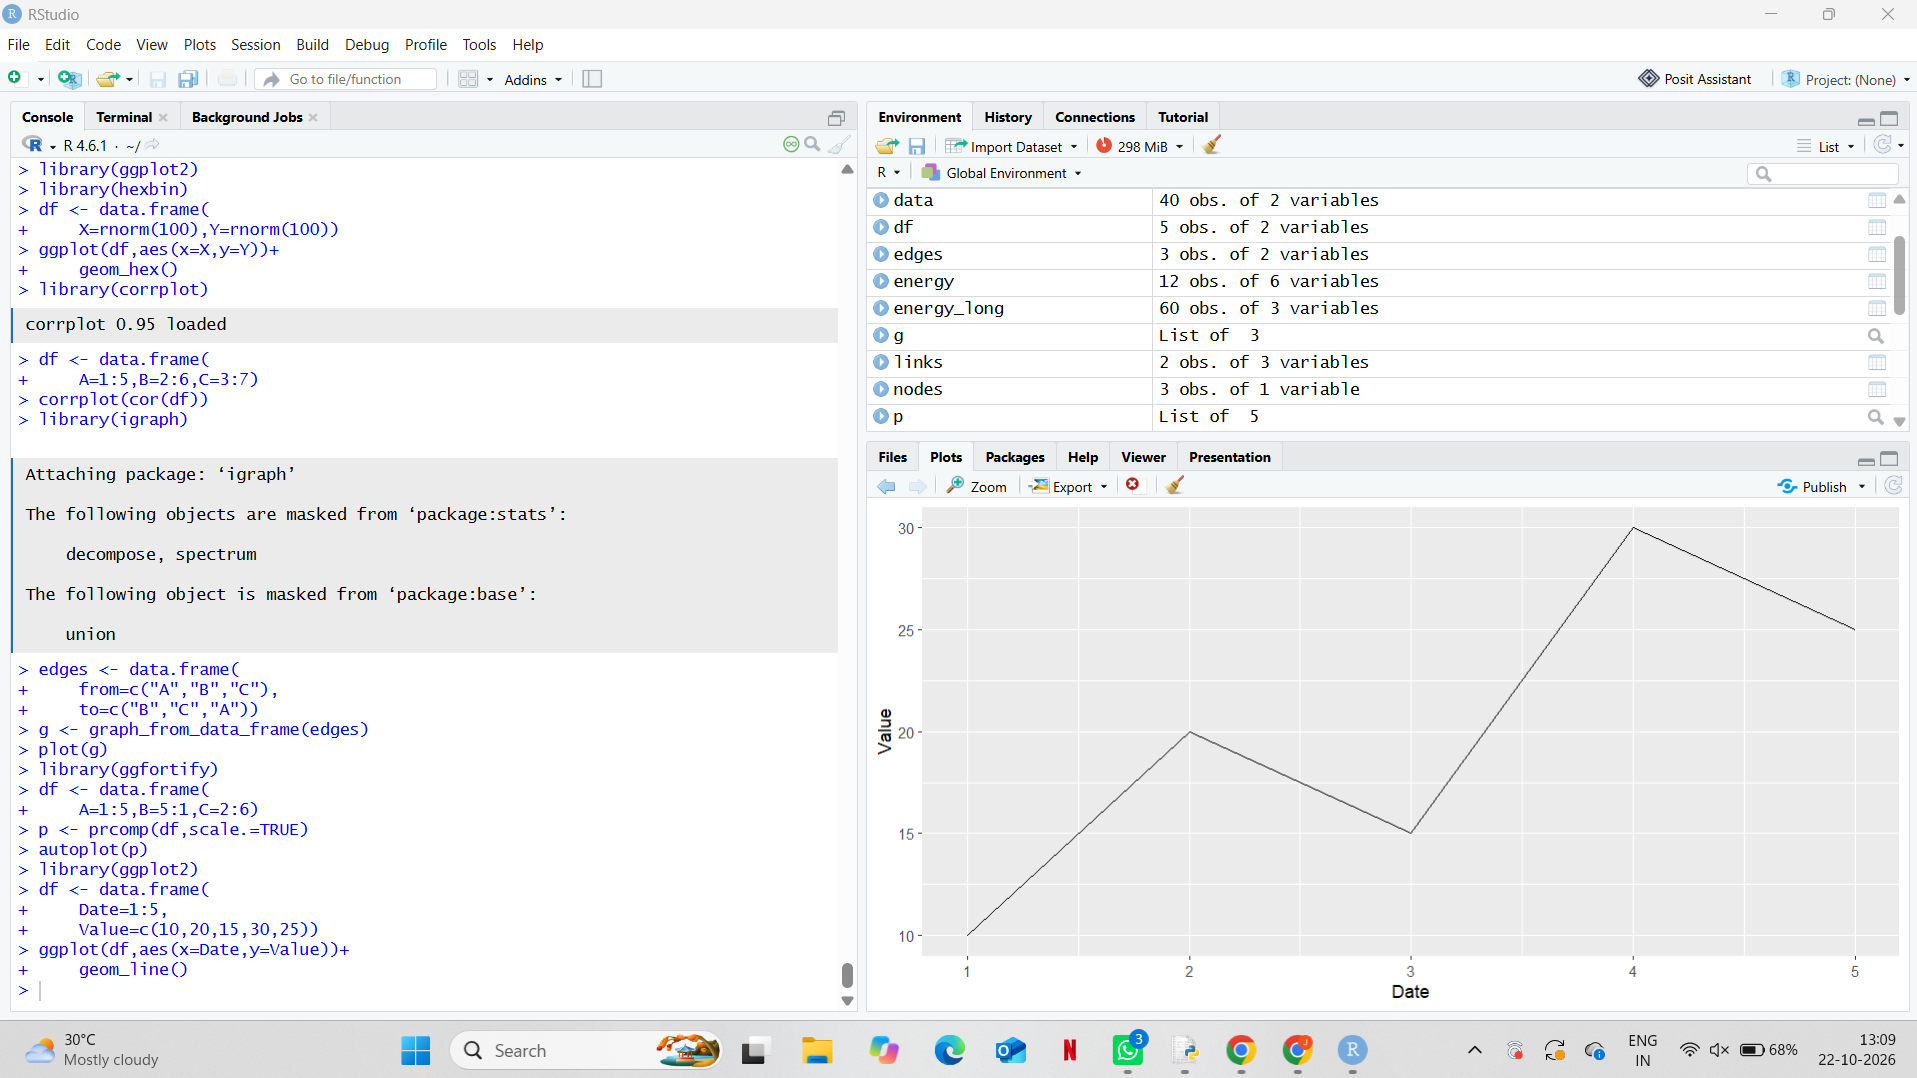 RStudio
File Edit Code View Plots Session Build Debug Profile Tools Help
Go to file/function Addins Posit Assistant Project: (None)
Console Terminal Background Jobs
R 4.6.1 · ~/
> library(ggplot2)
> library(hexbin)
> df <- data.frame(
+     X=rnorm(100),Y=rnorm(100))
> ggplot(df,aes(x=X,y=Y))+
+     geom_hex()
> library(corrplot)
corrplot 0.95 loaded
> df <- data.frame(
+     A=1:5,B=2:6,C=3:7)
> corrplot(cor(df))
> library(igraph)
Attaching package: ‘igraph’
The following objects are masked from ‘package:stats’:
    decompose, spectrum
The following object is masked from ‘package:base’:
    union
> edges <- data.frame(
+     from=c("A","B","C"),
+     to=c("B","C","A"))
> g <- graph_from_data_frame(edges)
> plot(g)
> library(ggfortify)
> df <- data.frame(
+     A=1:5,B=5:1,C=2:6)
> p <- prcomp(df,scale.=TRUE)
> autoplot(p)
> library(ggplot2)
> df <- data.frame(
+     Date=1:5,
+     Value=c(10,20,15,30,25))
> ggplot(df,aes(x=Date,y=Value))+
+     geom_line()
>
Environment History Connections Tutorial
Import Dataset 298 MiB List
R Global Environment
data 40 obs. of 2 variables
df 5 obs. of 2 variables
edges 3 obs. of 2 variables
energy 12 obs. of 6 variables
energy_long 60 obs. of 3 variables
g List of  3
links 2 obs. of 3 variables
nodes 3 obs. of 1 variable
p List of  5
Files Plots Packages Help Viewer Presentation
Zoom Export Publish
30
25
20
15
10
Value
1 2 3 4 5
Date
30°C
Mostly cloudy
Search
3
ENG
IN
68%
13:09
22-10-2026